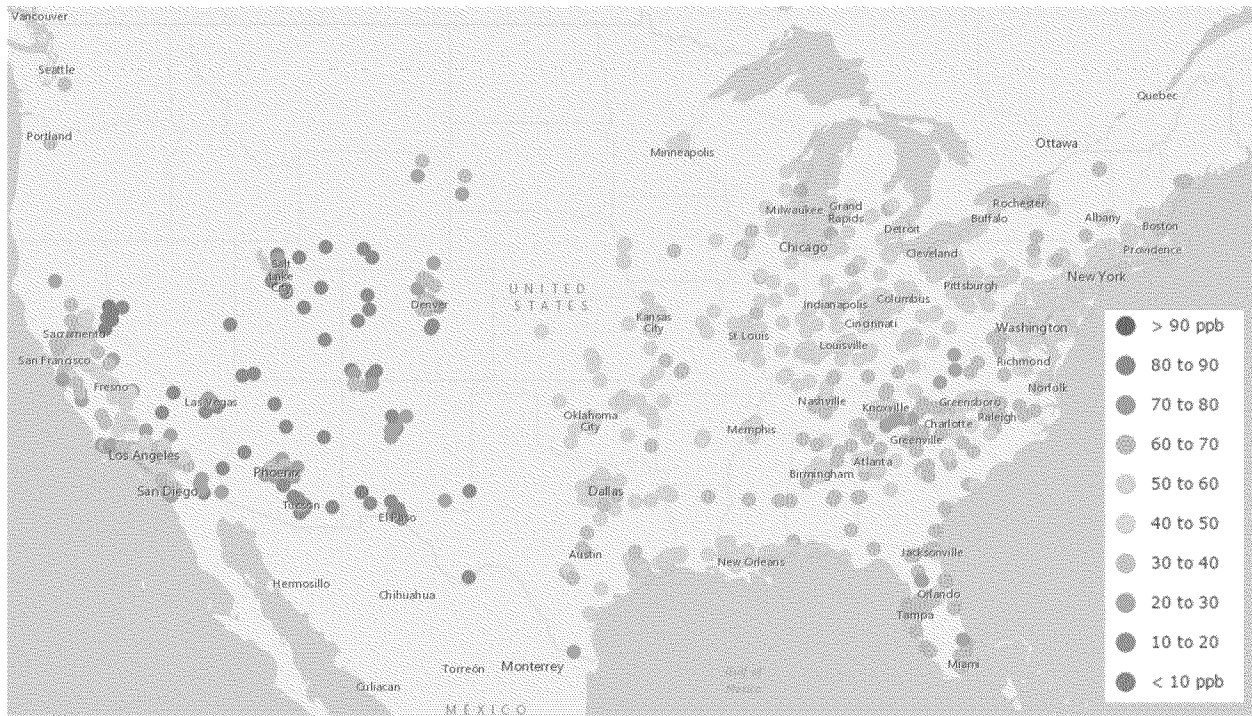 Vancouver
Seattle
Quebec
Portland
Ottawa
Minneapolis
Rochester
Milwaukee
Grand
Rapids
Buffalo
Albany
Boston
Detroit
Chicago
Cleveland
Providence
Salt
Lake
City
New York
UNITED
STATES
Pittsburgh
Denver
Indianapolis
Columbus
Kansas
City
Cincinnati
Washington
Sacramento
St. Louis
Louisville
San Francisco
Richmond
Fresno
Norfolk
Las Vegas
Nashville
Knoxville
Greensboro
Oklahoma
City
Raleigh
Memphis
Charlotte
Greenville
Los Angeles
Atlanta
Phoenix
Birmingham
San Diego
Dallas
Tucson
El Paso
Austin
New Orleans
Jacksonville
Hermosillo
Chihuahua
Orlando
Tampa
Torreón
Monterrey
Miami
Gulf of
Mexico
Culiacan
MEXICO
> 90 ppb
80 to 90
70 to 80
60 to 70
50 to 60
40 to 50
30 to 40
20 to 30
10 to 20
< 10 ppb